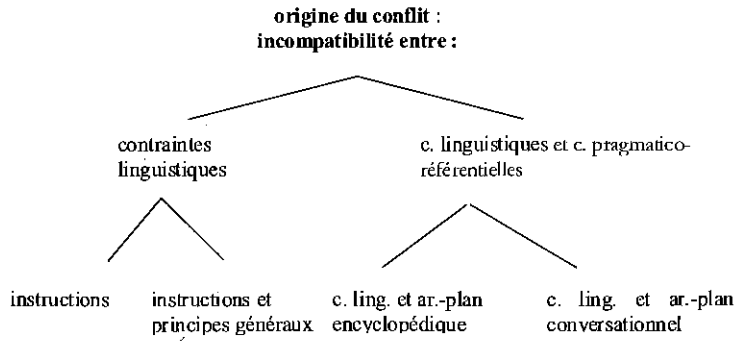 origine du conflit :
incompatibilité entre :
contraintes
linguistiques
c. linguistiques et c. pragmatico-
référentielles
instructions
instructions et
principes généraux
c. ling. et ar.-plan
encyclopédique
c. ling. et ar.-plan
conversationnel